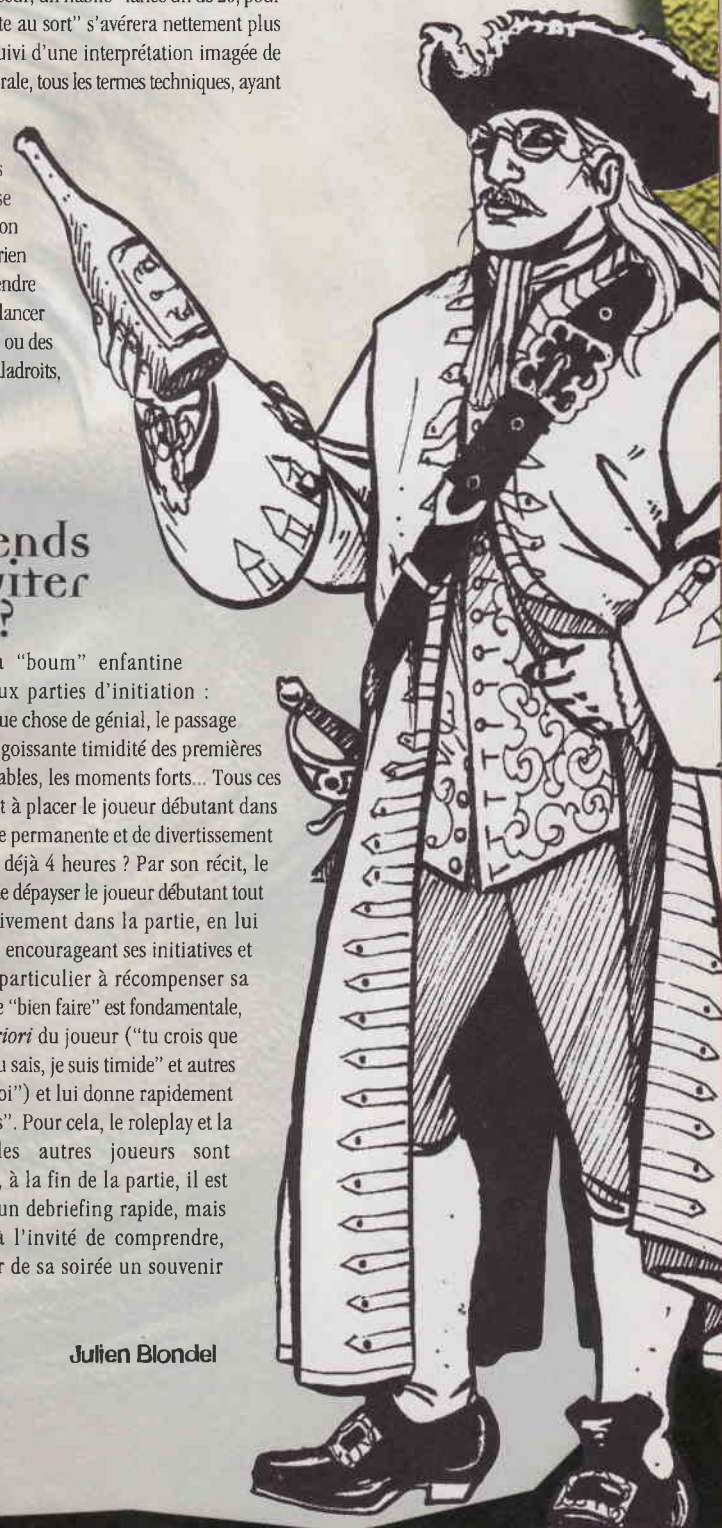 un habile "lance un dé 20, pour
te au sort" s'avérera nettement plus
uivi d'une interprétation imagée de
rale, tous les termes techniques, ayant
s
se
on
rien
endre
lancer
ou des
ladroits,
ends
viter
?
a "boum" enfantine
ux parties d'initiation :
ue chose de génial, le passage
goissante timidité des premières
ables, les moments forts... Tous ces
t à placer le joueur débutant dans
e permanente et de divertissement
déjà 4 heures ? Par son récit, le
e dépayser le joueur débutant tout
ivement dans la partie, en lui
encourageant ses initiatives et
particulier à récompenser sa
e "bien faire" est fondamentale,
riori du joueur ("tu crois que
u sais, je suis timide" et autres
oi") et lui donne rapidement
s". Pour cela, le roleplay et la
les autres joueurs sont
, à la fin de la partie, il est
un debriefing rapide, mais
à l'invité de comprendre,
r de sa soirée un souvenir
Julien Blondel